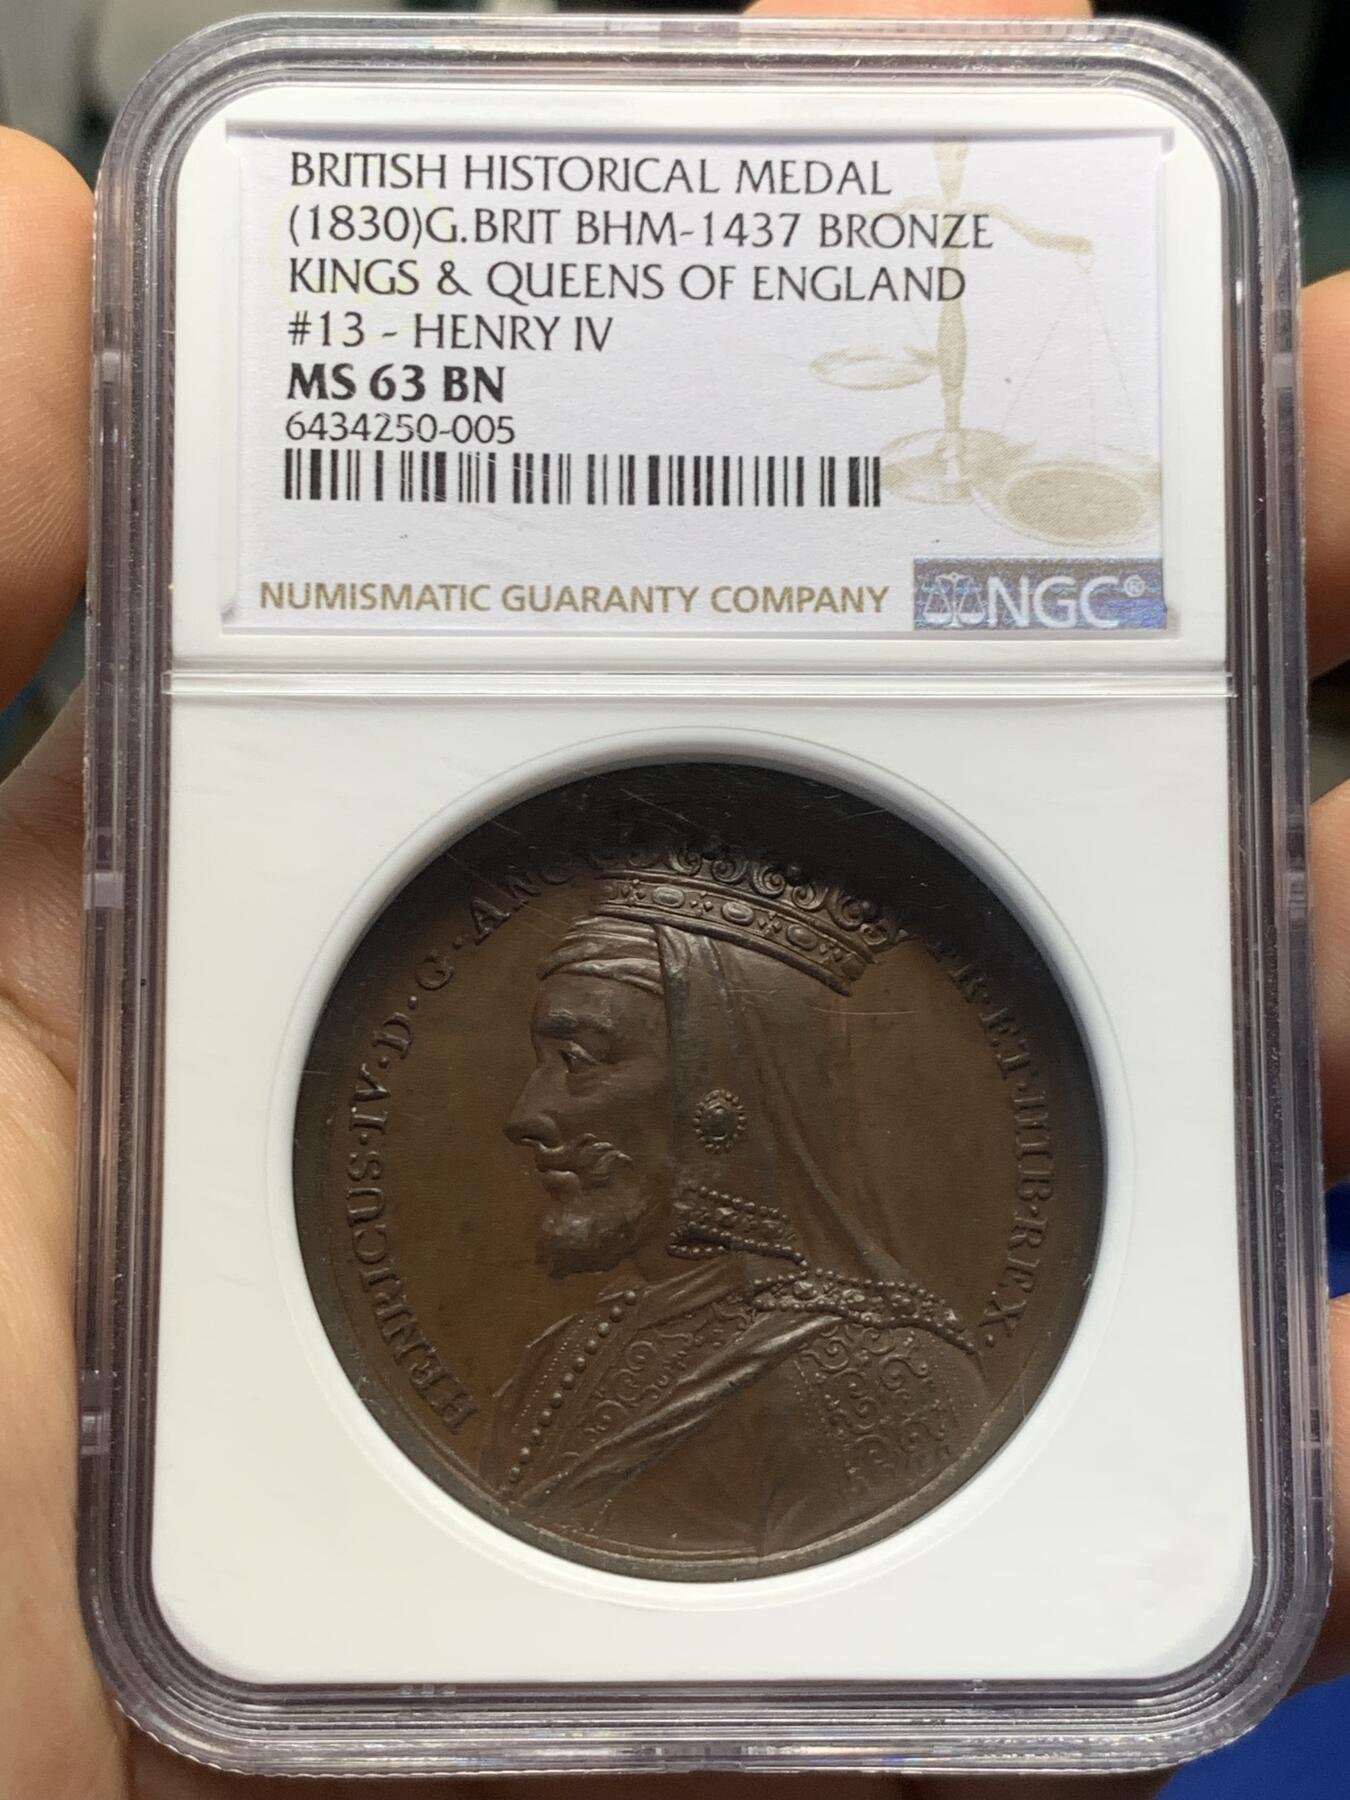 BRITISH HISTORICAL MEDAL
(1830)G.BRIT BHM-1437 BRONZE
KINGS & QUEENS OF ENGLAND
#13 - HENRY IV
MS 63 BN
6434250-005
NUMISMATIC GUARANTY COMPANY
NGC®
HENRICUS·IV·D·G·ANG FR·ET·HIB·REX·